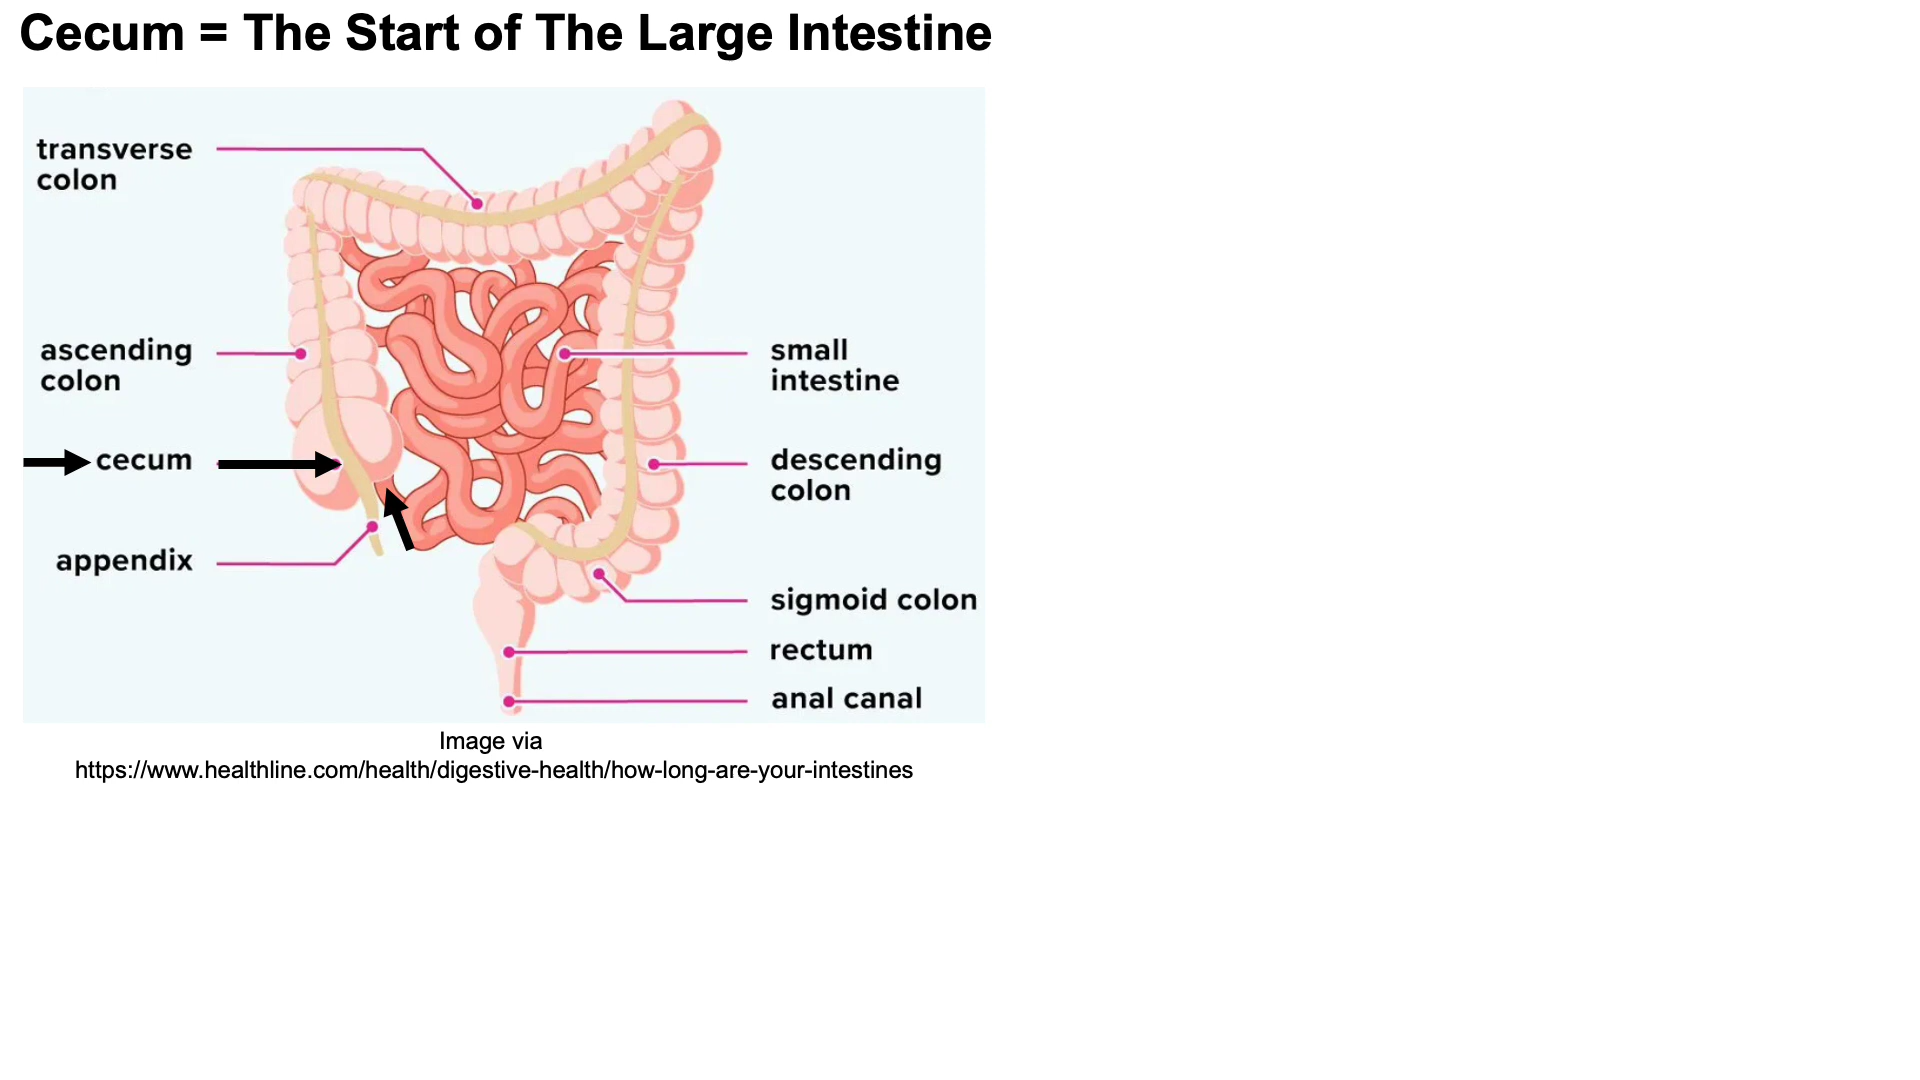 Cecum = The Start of The Large Intestine
transverse
colon
ascending
colon
cecum
appendix
small
intestine
descending
colon
sigmoid colon
rectum
anal canal
Image via
https://www.healthline.com/health/digestive-health/how-long-are-your-intestines